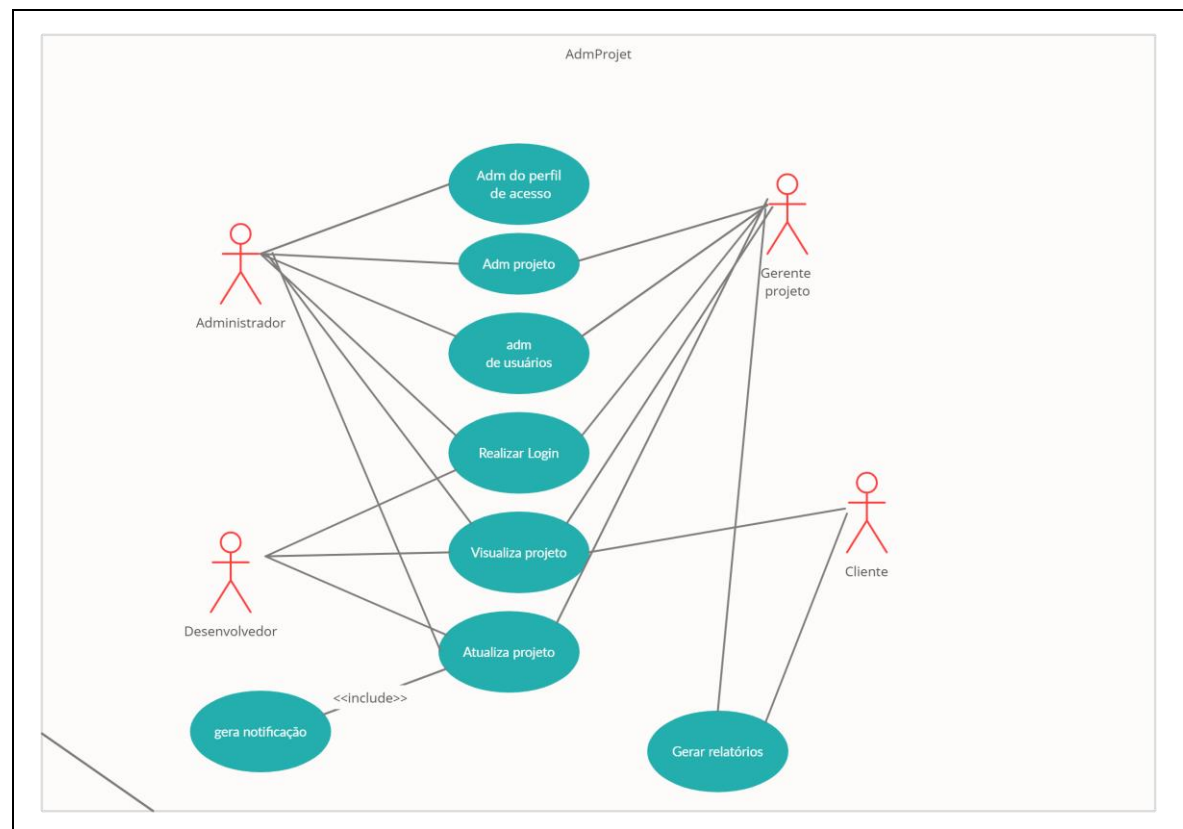 AdmProjet
Adm do perfil
de acesso
Adm projeto
Gerente
projeto
Administrador
adm
de usuários
Realizar Login
Visualiza projeto
Cliente
Desenvolvedor
Atualiza projeto
<<include>>
gera notificação
Gerar relatórios